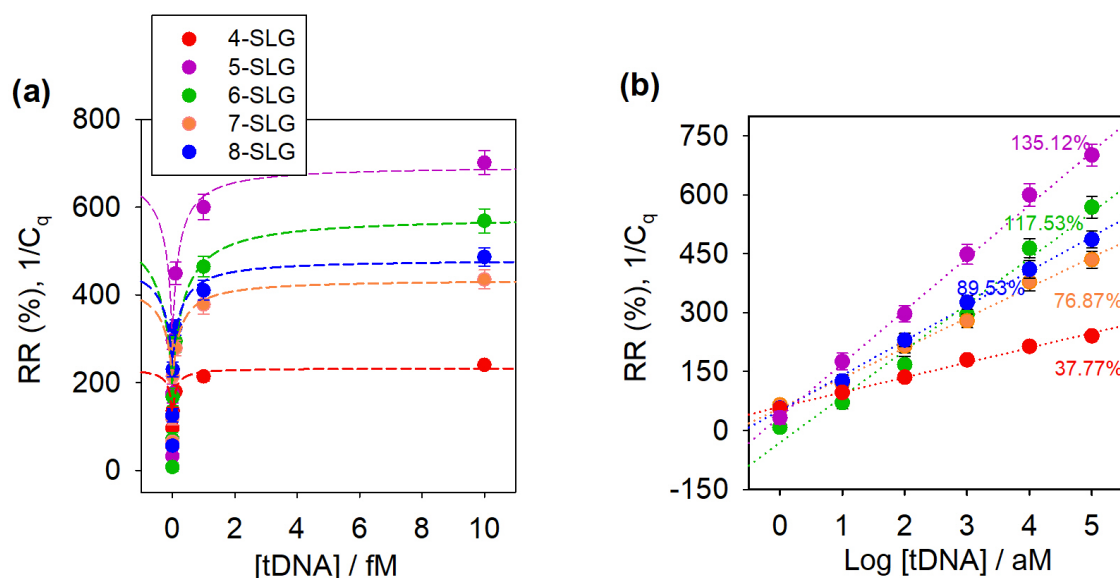 (a)
4-SLG
5-SLG
6-SLG
7-SLG
8-SLG
RR (%), 1/Cq
800
600
400
200
0
0 2 4 6 8 10
[tDNA] / fM
(b)
RR (%), 1/Cq
750
600
450
300
150
0
-150
135.12%
117.53%
89.53%
76.87%
37.77%
0 1 2 3 4 5
Log [tDNA] / aM